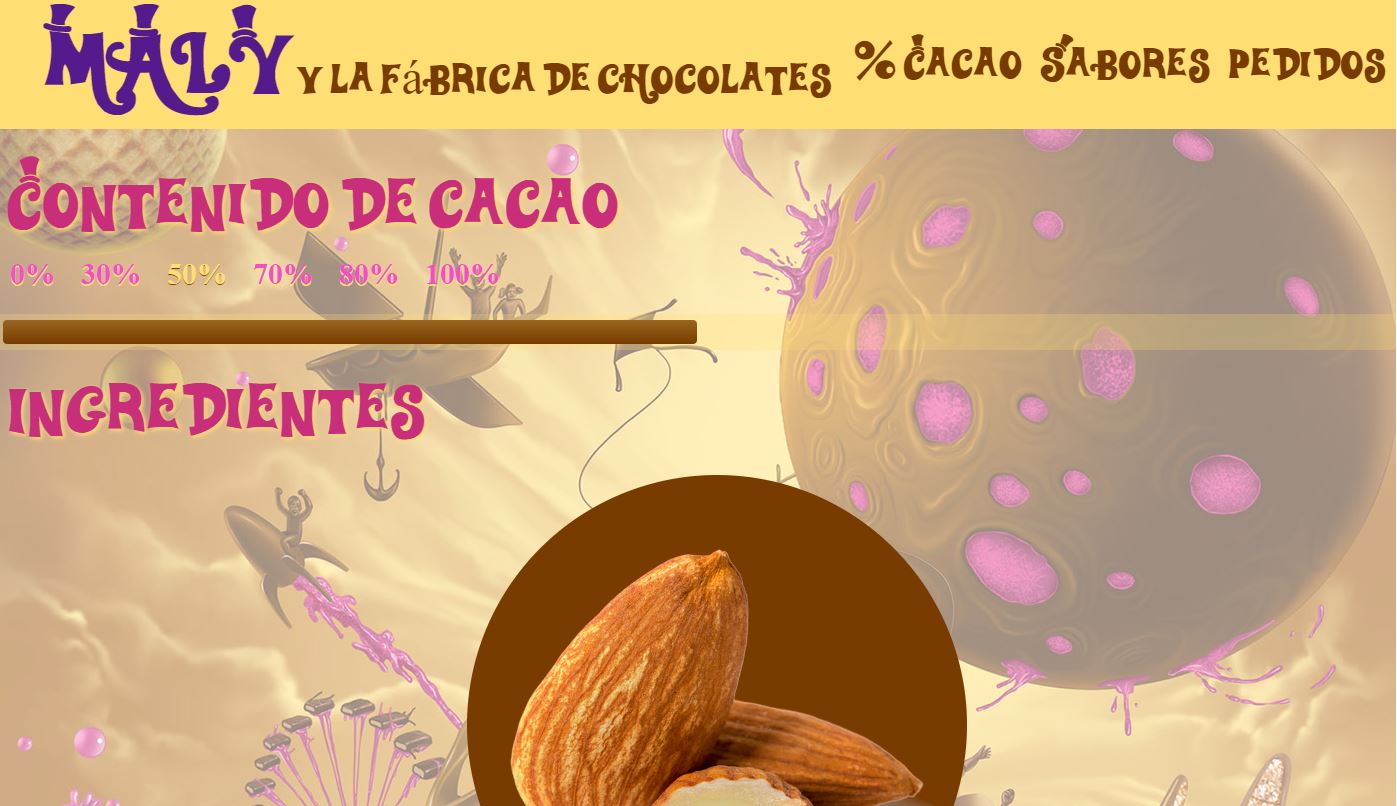 MALY Y LA FáBRICA DE CHOCOLATES % CACAO SABORES PEDIDOS
CONTENIDO DE CACAO
0% 30% 50% 70% 80% 100%
INGREDIENTES